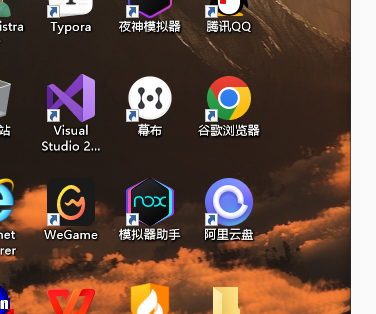 istra
Typora
夜神模拟器
腾讯QQ
站
Visual
Studio 2...
幕布
谷歌浏览器
net
rer
WeGame
nox
模拟器助手
阿里云盘